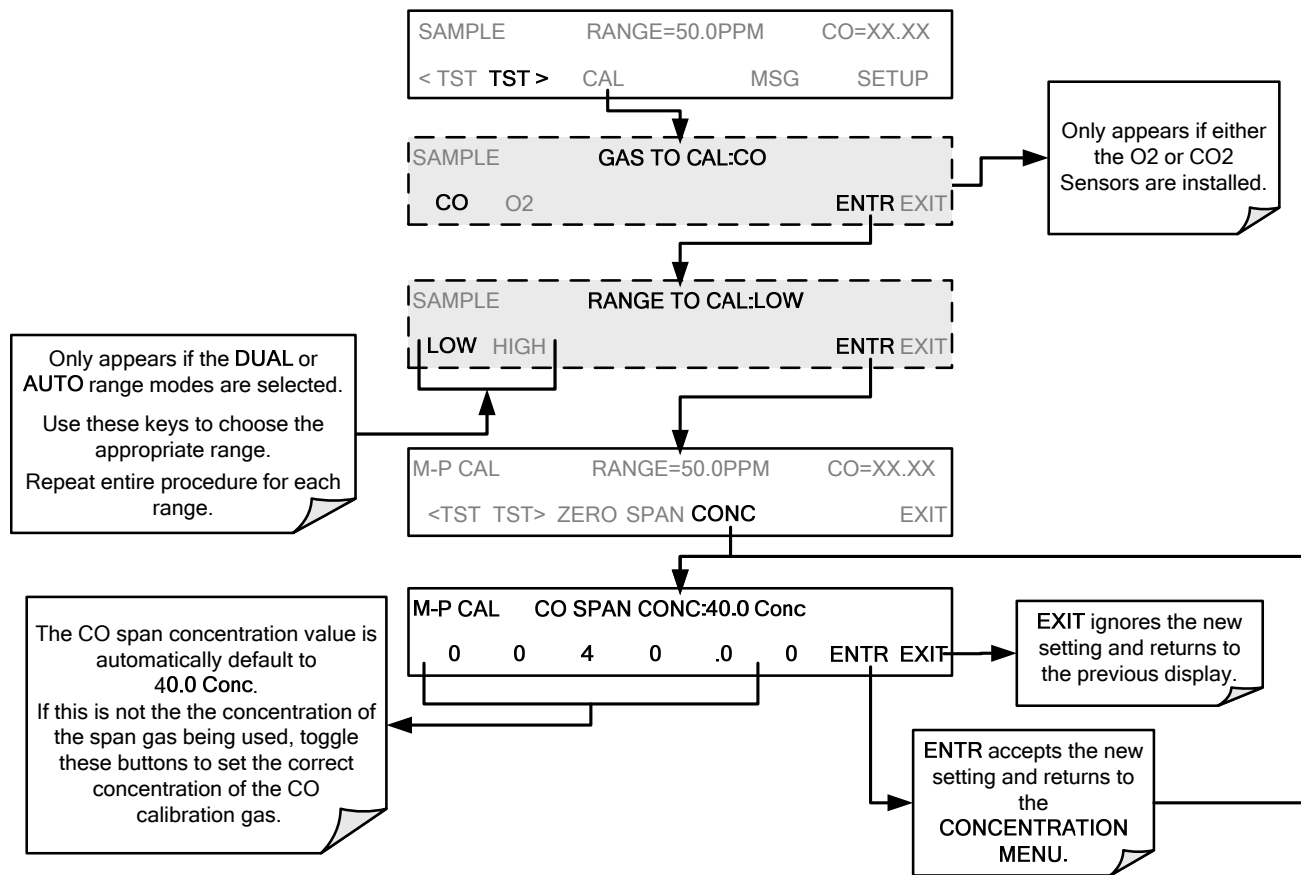 SAMPLE RANGE=50.0PPM CO=XX.XX
< TST TST > CAL MSG SETUP
SAMPLE GAS TO CAL:CO
CO O2 ENTR EXIT
Only appears if either
the O2 or CO2
Sensors are installed.
SAMPLE RANGE TO CAL:LOW
LOW HIGH ENTR EXIT
Only appears if the DUAL or
AUTO range modes are selected.
Use these keys to choose the
appropriate range.
Repeat entire procedure for each
range.
M-P CAL RANGE=50.0PPM CO=XX.XX
<TST TST> ZERO SPAN CONC EXIT
M-P CAL CO SPAN CONC:40.0 Conc
0 0 4 0 .0 0 ENTR EXIT
The CO span concentration value is
automatically default to
40.0 Conc.
If this is not the the concentration of
the span gas being used, toggle
these buttons to set the correct
concentration of the CO
calibration gas.
EXIT ignores the new
setting and returns to
the previous display.
ENTR accepts the new
setting and returns to
the
CONCENTRATION
MENU.